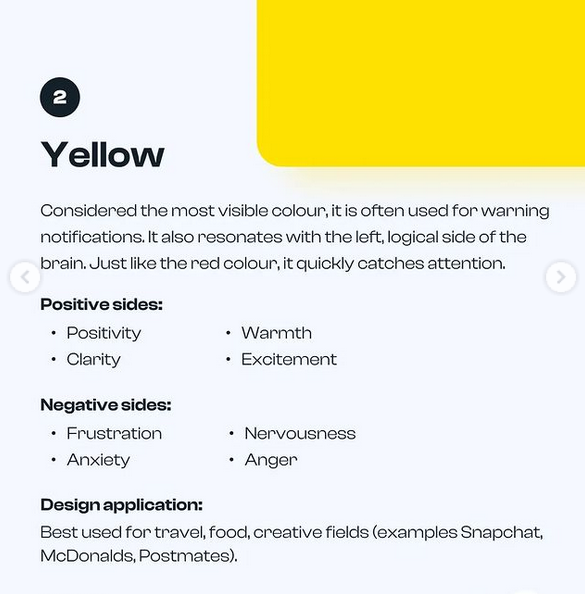 2
Yellow
Considered the most visible colour, it is often used for warning
notifications. It also resonates with the left, logical side of the
brain. Just like the red colour, it quickly catches attention.
Positive sides:
• Positivity • Warmth
• Clarity • Excitement
Negative sides:
• Frustration • Nervousness
• Anxiety • Anger
Design application:
Best used for travel, food, creative fields (examples Snapchat,
McDonalds, Postmates).